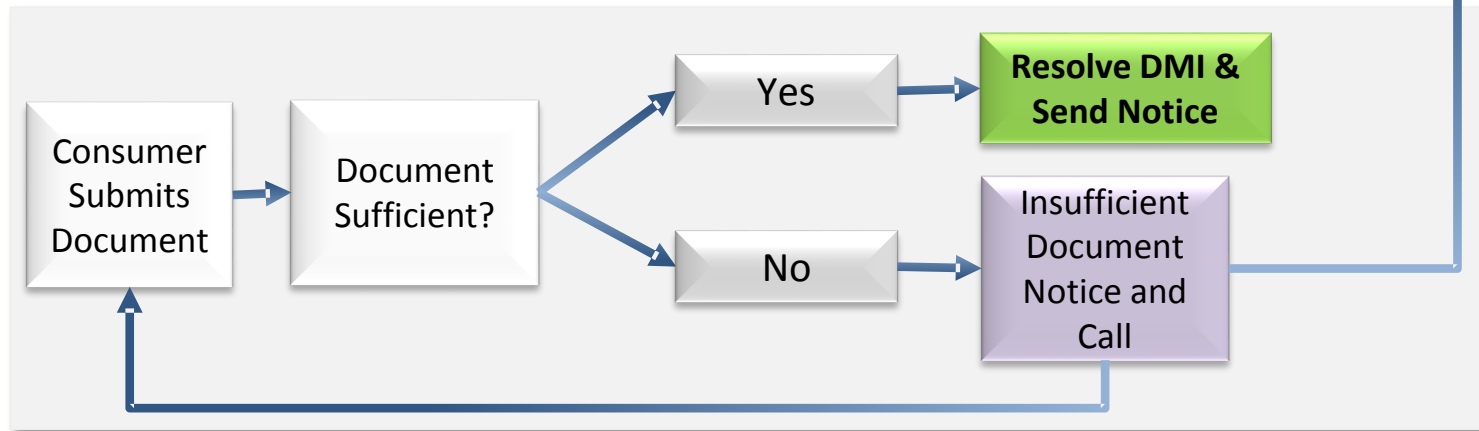 Consumer
Submits
Document
Document
Sufficient?
Yes
Resolve DMI &
Send Notice
No
Insufficient
Document
Notice and
Call